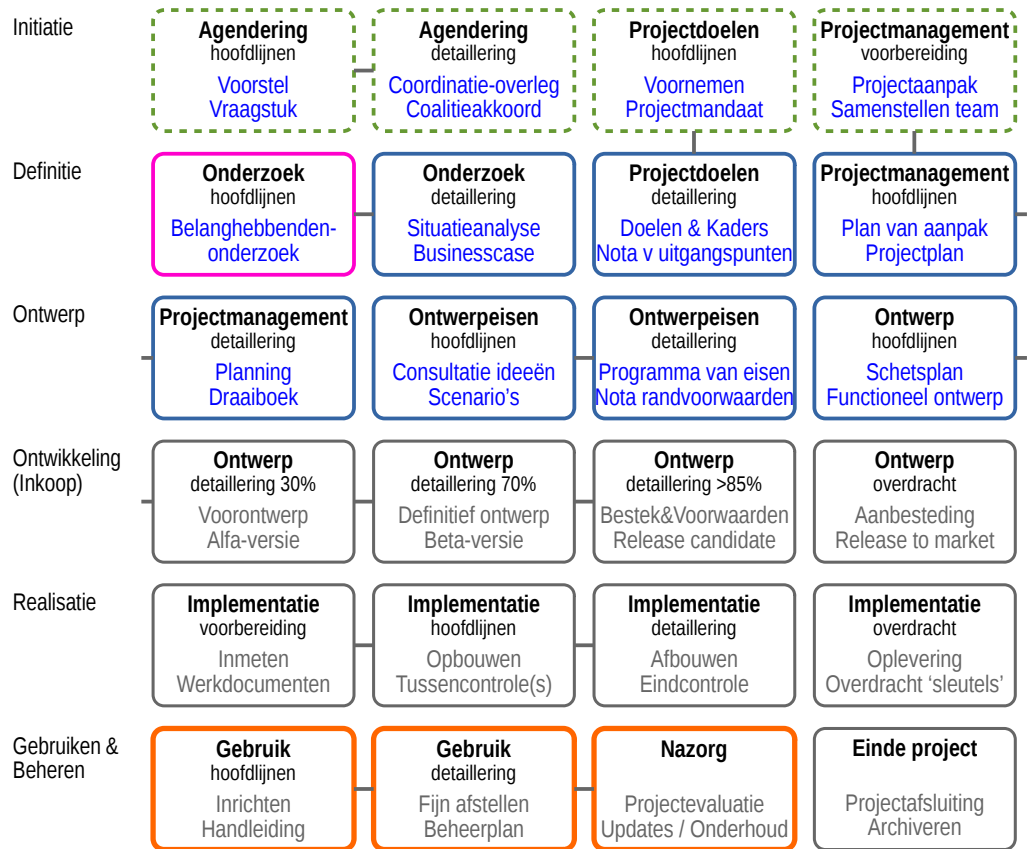 Initiatie
Agendering
hoofdlijnen
Voorstel
Vraagstuk
Agendering
detaillering
Coordinatie-overleg
Coalitieakkoord
Projectdoelen
hoofdlijnen
Voornemen
Projectmandaat
Projectmanagement
voorbereiding
Projectaanpak
Samenstellen team
Definitie
Onderzoek
hoofdlijnen
Belanghebbenden-
onderzoek
Onderzoek
detaillering
Situatieanalyse
Businesscase
Projectdoelen
detaillering
Doelen & Kaders
Nota v uitgangspunten
Projectmanagement
hoofdlijnen
Plan van aanpak
Projectplan
Ontwerp
Projectmanagement
detaillering
Planning
Draaiboek
Ontwerpeisen
hoofdlijnen
Consultatie ideeën
Scenario's
Ontwerpeisen
detaillering
Programma van eisen
Nota randvoorwaarden
Ontwerp
hoofdlijnen
Schetsplan
Functioneel ontwerp
Ontwikkeling
(Inkoop)
Ontwerp
detaillering 30%
Voorontwerp
Alfa-versie
Ontwerp
detaillering 70%
Definitief ontwerp
Beta-versie
Ontwerp
detaillering >85%
Bestek&Voorwaarden
Release candidate
Ontwerp
overdracht
Aanbesteding
Release to market
Realisatie
Implementatie
voorbereiding
Inmeten
Werkdocumenten
Implementatie
hoofdlijnen
Opbouwen
Tussencontrole(s)
Implementatie
detaillering
Afbouwen
Eindcontrole
Implementatie
overdracht
Oplevering
Overdracht ‘sleutels’
Gebruiken &
Beheren
Gebruik
hoofdlijnen
Inrichten
Handleiding
Gebruik
detaillering
Fijn afstellen
Beheerplan
Nazorg
Projectevaluatie
Updates / Onderhoud
Einde project
Projectafsluiting
Archiveren